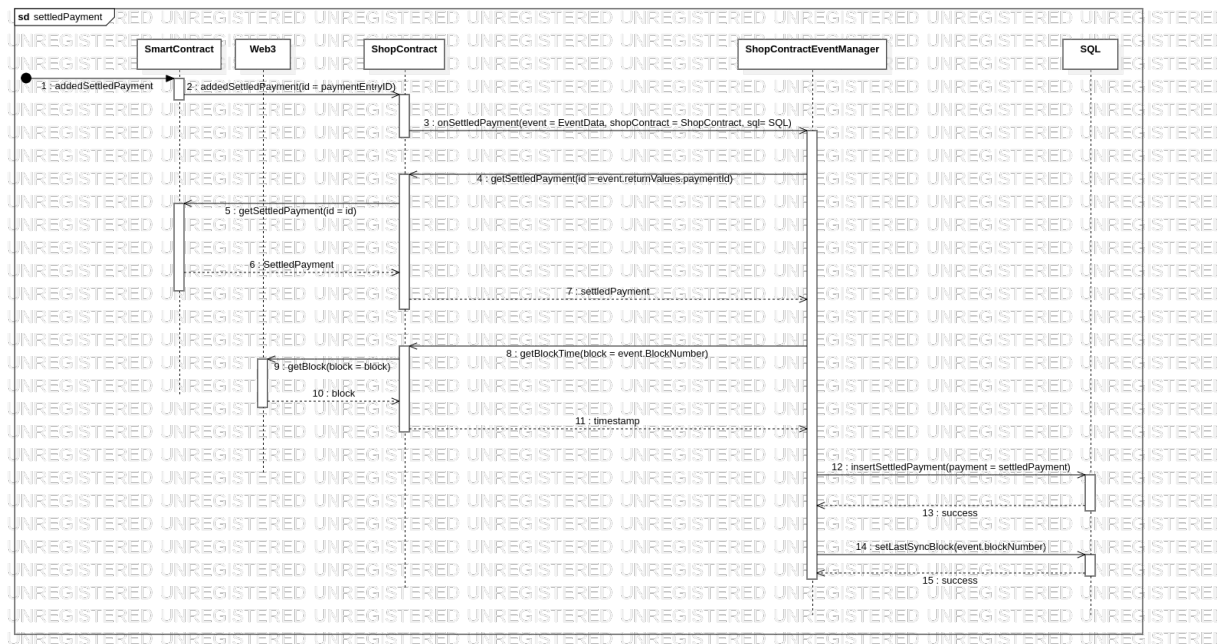 sd settledPayment
SmartContract
Web3
ShopContract
ShopContractEventManager
SQL
1 : addedSettledPayment
2 : addedSettledPayment(id = paymentEntryID)
3 : onSettledPayment(event = EventData, shopContract = ShopContract, sql= SQL)
4 : getSettledPayment(id = event.returnValues.paymentId)
5 : getSettledPayment(id = id)
6 : SettledPayment
7 : settledPayment
8 : getBlockTime(block = event.BlockNumber)
9 : getBlock(block = block)
10 : block
11 : timestamp
12 : insertSettledPayment(payment = settledPayment)
13 : success
14 : setLastSyncBlock(event.blockNumber)
15 : success
UNREGISTERED